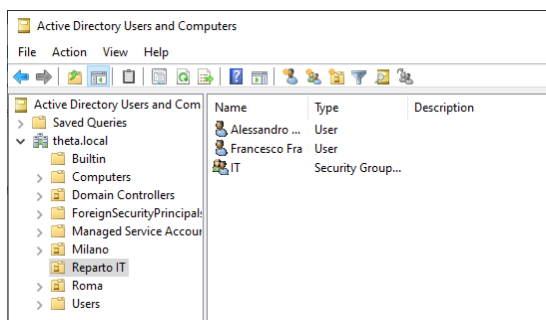 Active Directory Users and Computers
File Action View Help
Active Directory Users and Com
Saved Queries
theta.local
Builtin
Computers
Domain Controllers
ForeignSecurityPrincipals
Managed Service Accour
Milano
Reparto IT
Roma
Users
Name Type Description
Alessandro ... User
Francesco Fra User
IT Security Group...